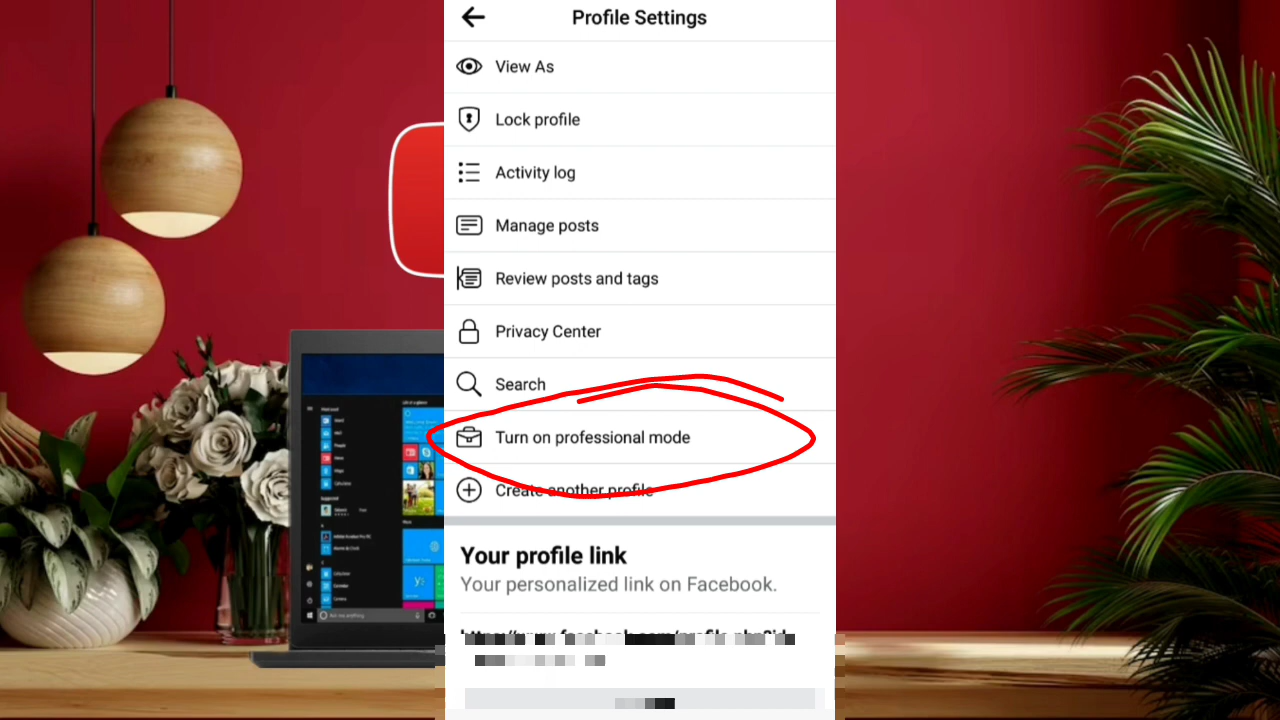 Profile Settings
View As
Lock profile
Activity log
Manage posts
Review posts and tags
Privacy Center
Search
Turn on professional mode
Create another profile
Your profile link
Your personalized link on Facebook.